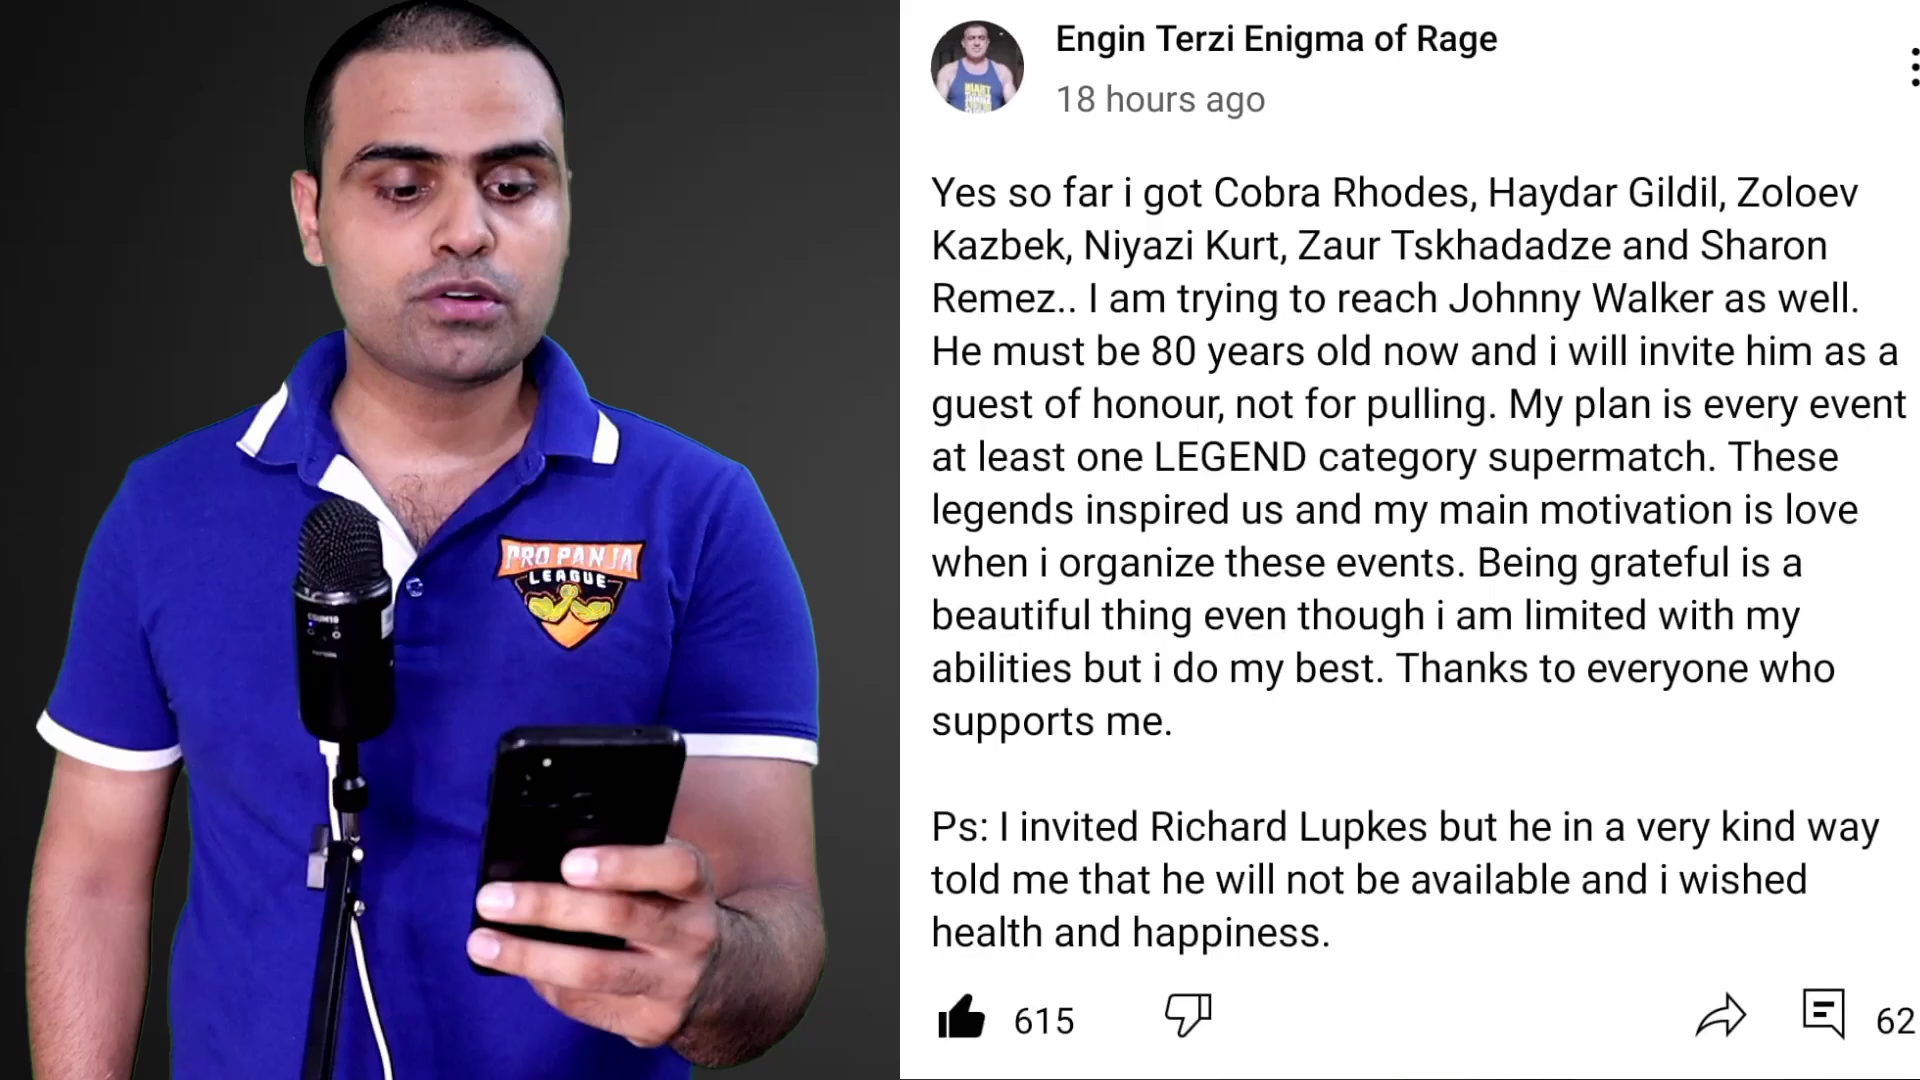 Engin Terzi Enigma of Rage
18 hours ago
Yes so far i got Cobra Rhodes, Haydar Gildil, Zoloev
Kazbek, Niyazi Kurt, Zaur Tskhadadze and Sharon
Remez.. I am trying to reach Johnny Walker as well.
He must be 80 years old now and i will invite him as a
guest of honour, not for pulling. My plan is every event
at least one LEGEND category supermatch. These
legends inspired us and my main motivation is love
when i organize these events. Being grateful is a
beautiful thing even though i am limited with my
abilities but i do my best. Thanks to everyone who
supports me.
Ps: I invited Richard Lupkes but he in a very kind way
told me that he will not be available and i wished
health and happiness.
615
62
PRO PANJA
LEAGUE